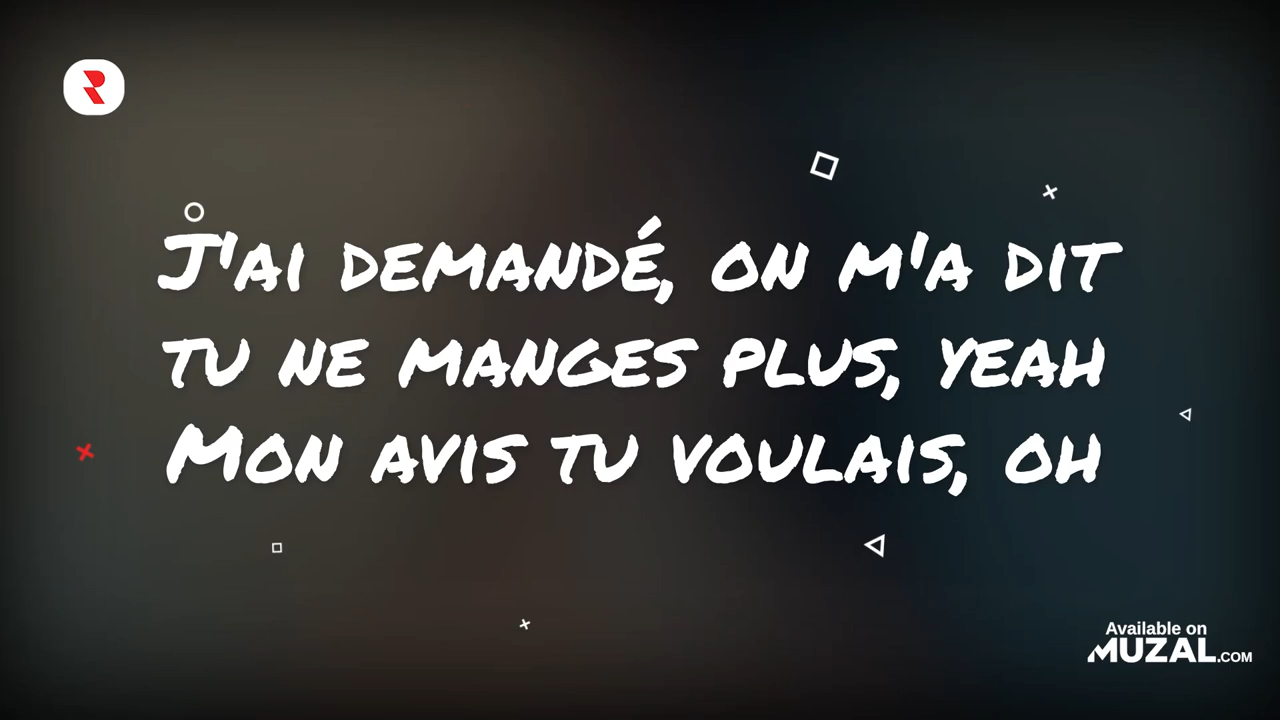 J'AI DEMANDÉ, ON M'A DIT
TU NE MANGES PLUS, YEAH
MON AVIS TU VOULAIS, OH
Available on
MUZAL.COM